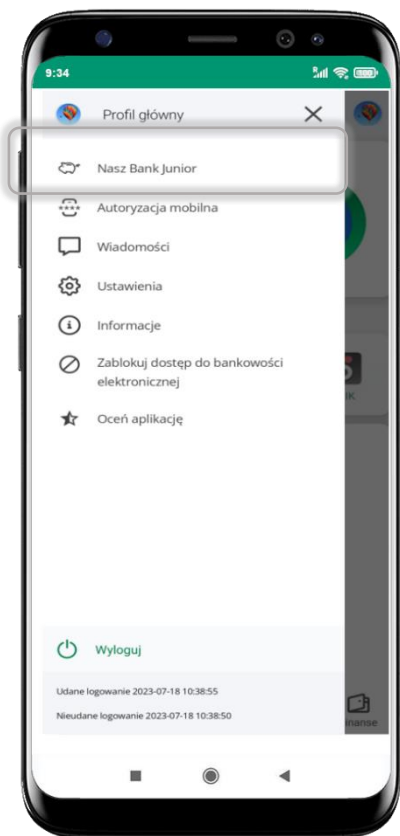 9:34
Profil główny
Nasz Bank Junior
Autoryzacja mobilna
Wiadomości
Ustawienia
Informacje
Zablokuj dostęp do bankowości
elektronicznej
Oceń aplikację
Wyloguj
Udane logowanie 2023-07-18 10:38:55
Nieudane logowanie 2023-07-18 10:38:50
inanse